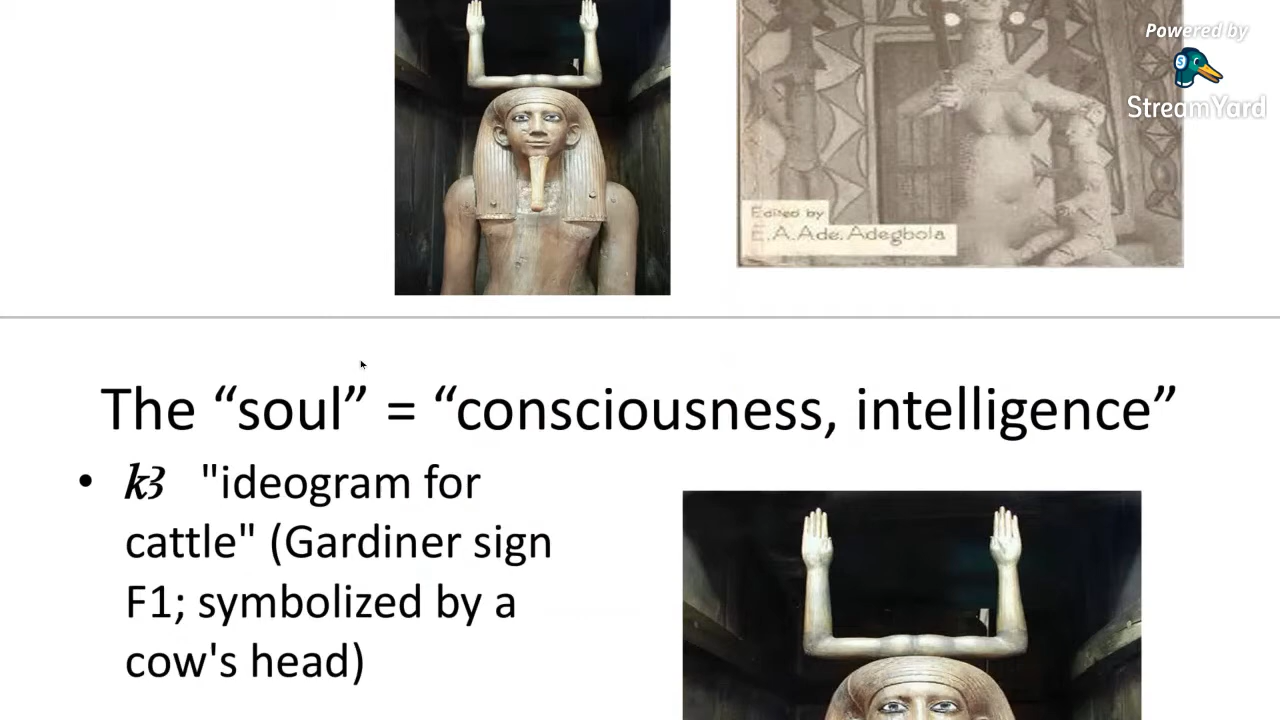 Powered by
StreamYard
Edited by
E.A.Ade.Adegbola
The “soul” = “consciousness, intelligence”
• kꜣ "ideogram for
cattle" (Gardiner sign
F1; symbolized by a
cow's head)